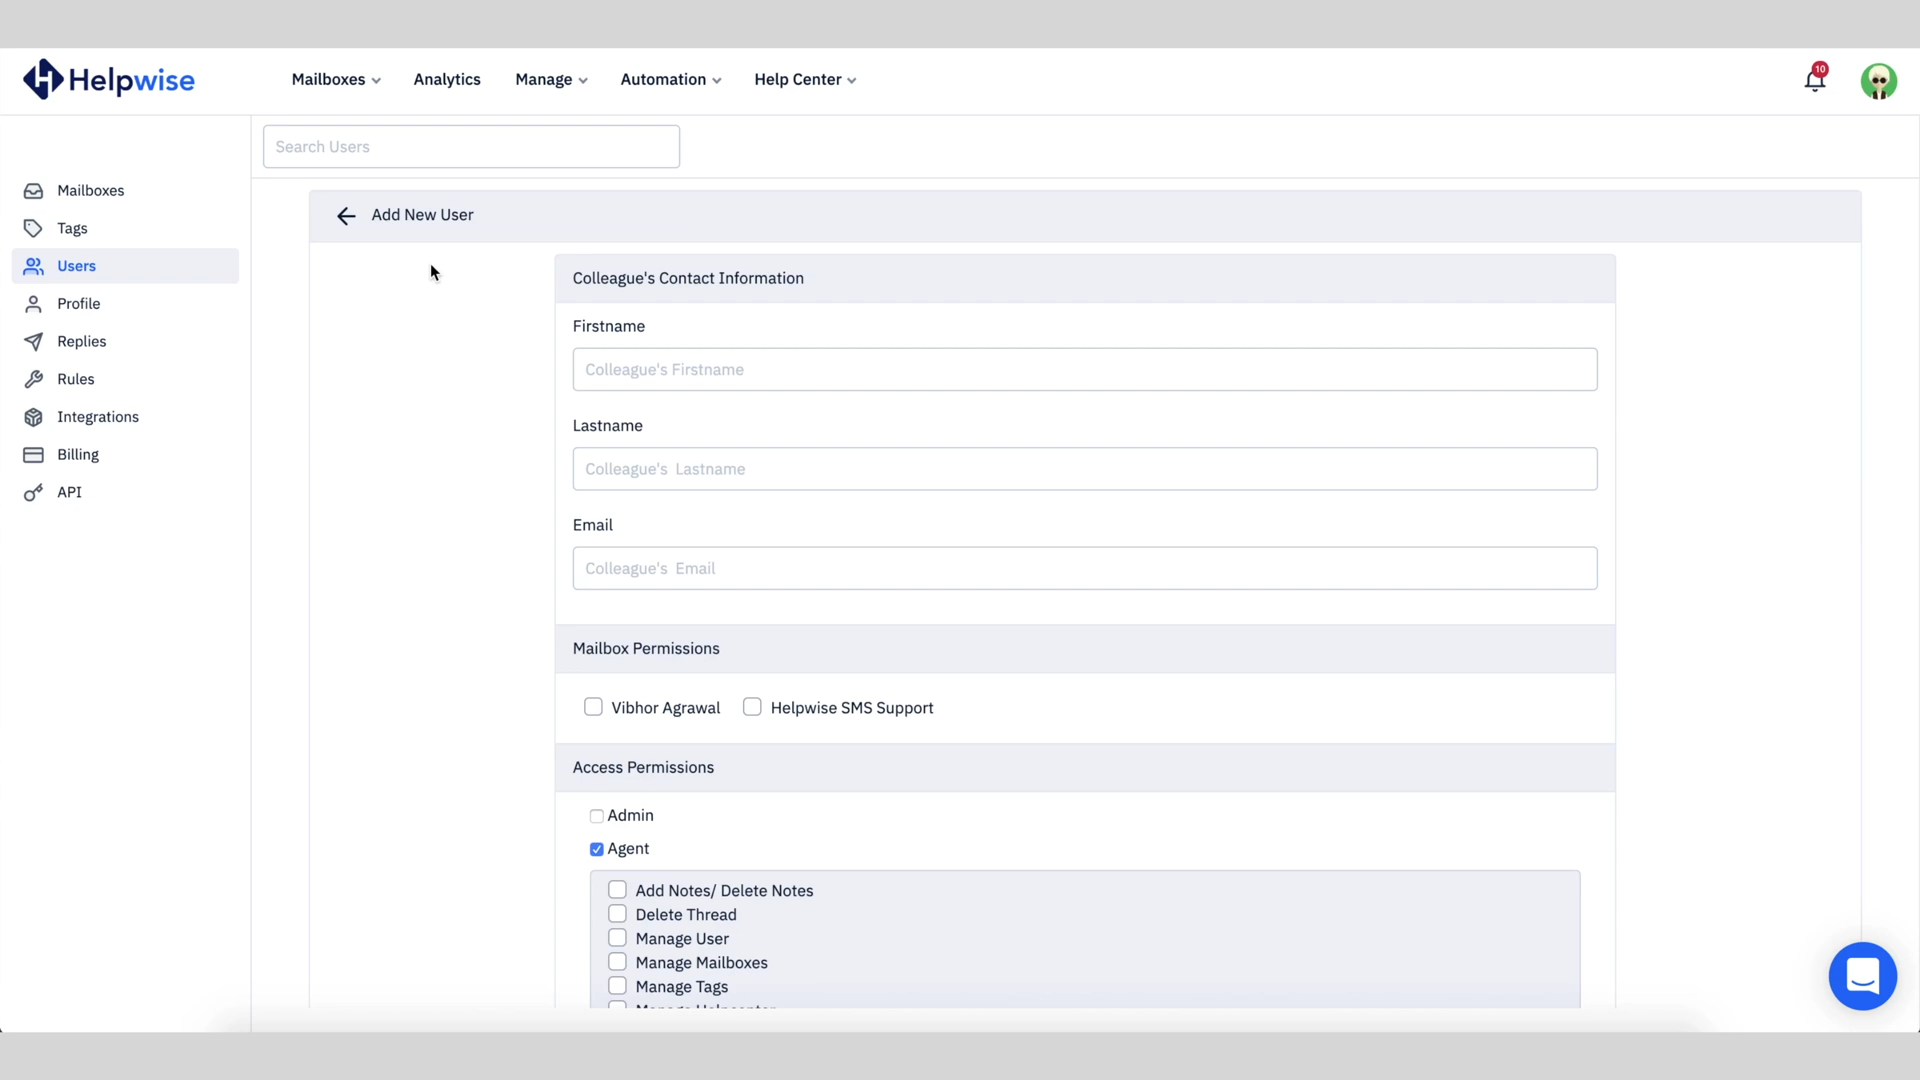 Helpwise
Mailboxes Analytics Manage Automation Help Center
10
Search Users
Mailboxes
Tags
Users
Profile
Replies
Rules
Integrations
Billing
API
Add New User
Colleague's Contact Information
Firstname
Colleague's Firstname
Lastname
Colleague's Lastname
Email
Colleague's Email
Mailbox Permissions
Vibhor Agrawal Helpwise SMS Support
Access Permissions
Admin
Agent
Add Notes/ Delete Notes
Delete Thread
Manage User
Manage Mailboxes
Manage Tags
Manage Helpcenter